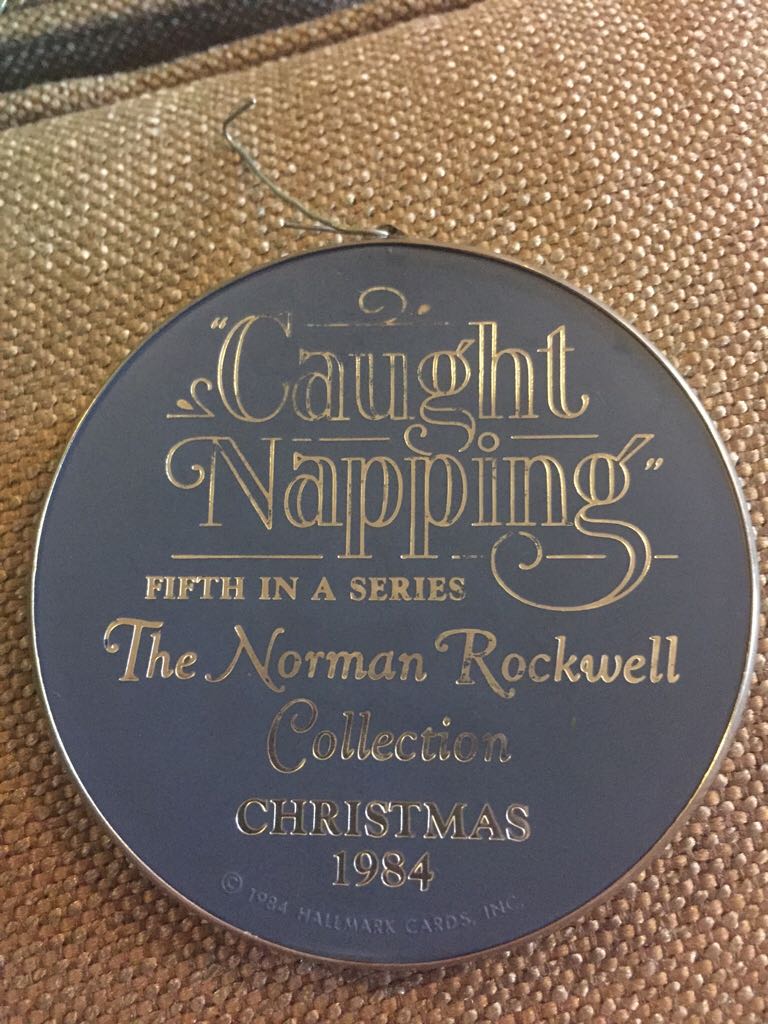 "Caught
Napping"
FIFTH IN A SERIES
The Norman Rockwell
Collection
CHRISTMAS
1984
© 1984 HALLMARK CARDS, INC.